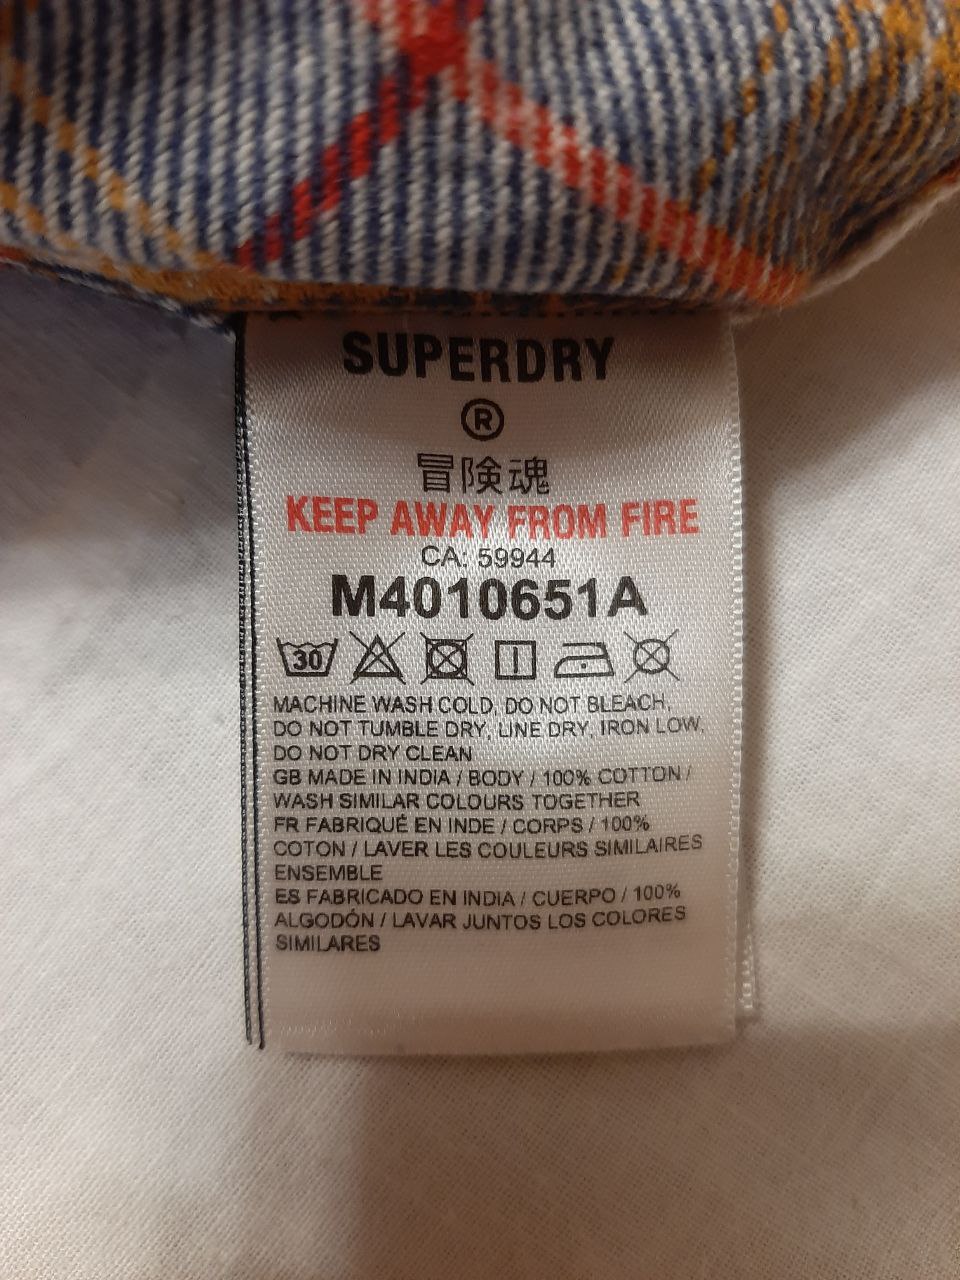 SUPERDRY
®
冒険魂
KEEP AWAY FROM FIRE
CA: 59944
M4010651A
30
MACHINE WASH COLD, DO NOT BLEACH,
DO NOT TUMBLE DRY, LINE DRY, IRON LOW,
DO NOT DRY CLEAN
GB MADE IN INDIA / BODY / 100% COTTON /
WASH SIMILAR COLOURS TOGETHER
FR FABRIQUÉ EN INDE / CORPS / 100%
COTON / LAVER LES COULEURS SIMILAIRES
ENSEMBLE
ES FABRICADO EN INDIA / CUERPO / 100%
ALGODÓN / LAVAR JUNTOS LOS COLORES
SIMILARES